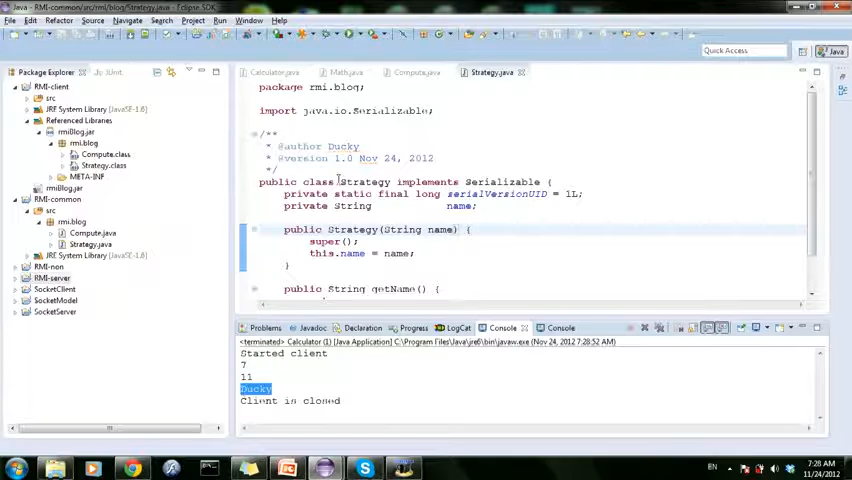 Java - RMI-common/src/rmi/blog/Strategy.java - Eclipse SDK
File Edit Source Refactor Navigate Search Project Run Window Help
Quick Access
Java
Package Explorer
JUnit
RMI-client
src
JRE System Library [JavaSE-1.6]
Referenced Libraries
rmiBlog.jar
rmi.blog
Compute.class
Strategy.class
META-INF
rmiBlog.jar
RMI-common
src
rmi.blog
Compute.java
Strategy.java
JRE System Library [JavaSE-1.6]
RMI-non
RMI-server
SocketClient
SocketModel
SocketServer
Calculator.java
Math.java
Compute.java
Strategy.java
package rmi.blog;
import java.io.Serializable;
/**
* @author Ducky
* @version 1.0 Nov 24, 2012
*/
public class Strategy implements Serializable {
private static final long serialVersionUID = 1L;
private String name;
public Strategy(String name) {
super();
this.name = name;
}
public String getName() {
Problems
Javadoc
Declaration
Progress
LogCat
Console
Console
<terminated> Calculator (1) [Java Application] C:\Program Files\Java\jre6\bin\javaw.exe (Nov 24, 2012 7:28:52 AM)
Started client
7
11
Ducky
Client is closed
EN
7:28 AM
11/24/2012